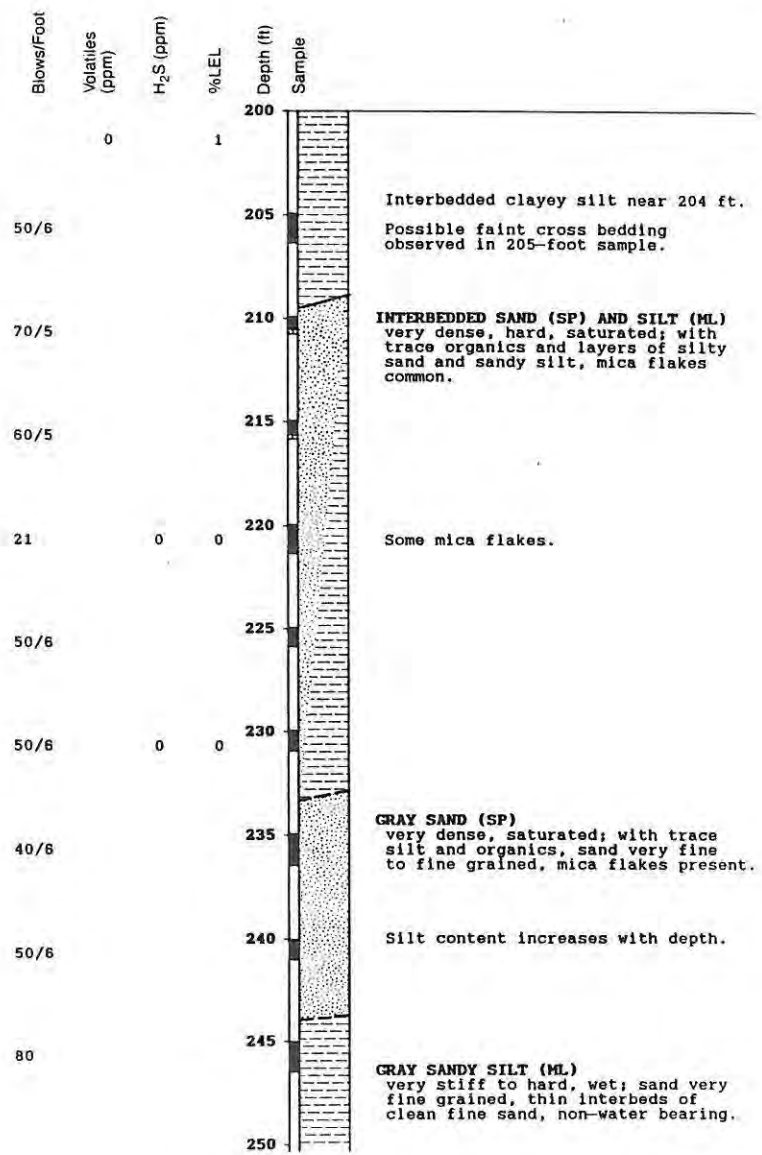 Blows/Foot
Volatiles
(ppm)
H₂S (ppm)
%LEL
Depth (ft)
Sample
200
0 1
Interbedded clayey silt near 204 ft.
205
50/6
Possible faint cross bedding
observed in 205-foot sample.
210
INTERBEDDED SAND (SP) AND SILT (ML)
70/5
very dense, hard, saturated; with
trace organics and layers of silty
sand and sandy silt, mica flakes
common.
215
60/5
220
21 0 0 Some mica flakes.
225
50/6
230
50/6 0 0
GRAY SAND (SP)
235
very dense, saturated; with trace
40/6
silt and organics, sand very fine
to fine grained, mica flakes present.
240
Silt content increases with depth.
50/6
245
80
GRAY SANDY SILT (ML)
very stiff to hard, wet; sand very
fine grained, thin interbeds of
clean fine sand, non-water bearing.
250